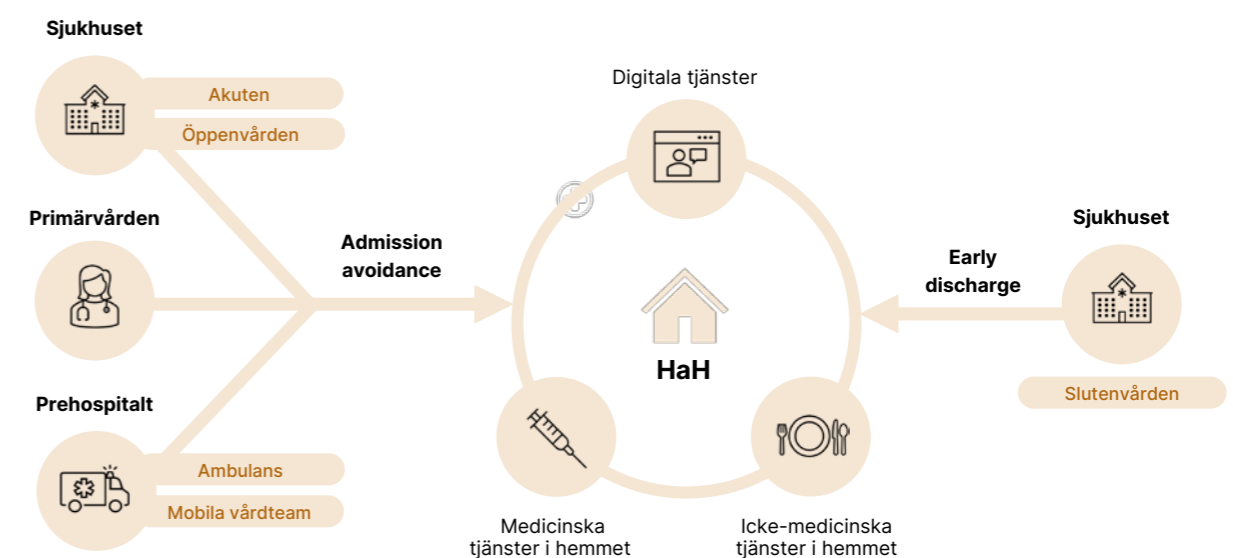 Sjukhuset
Akuten
Öppenvården
Primärvården
Prehospitalt
Ambulans
Mobila vårdteam
Admission
avoidance
Digitala tjänster
HaH
Medicinska
tjänster i hemmet
Icke-medicinska
tjänster i hemmet
Early
discharge
Sjukhuset
Slutenvården